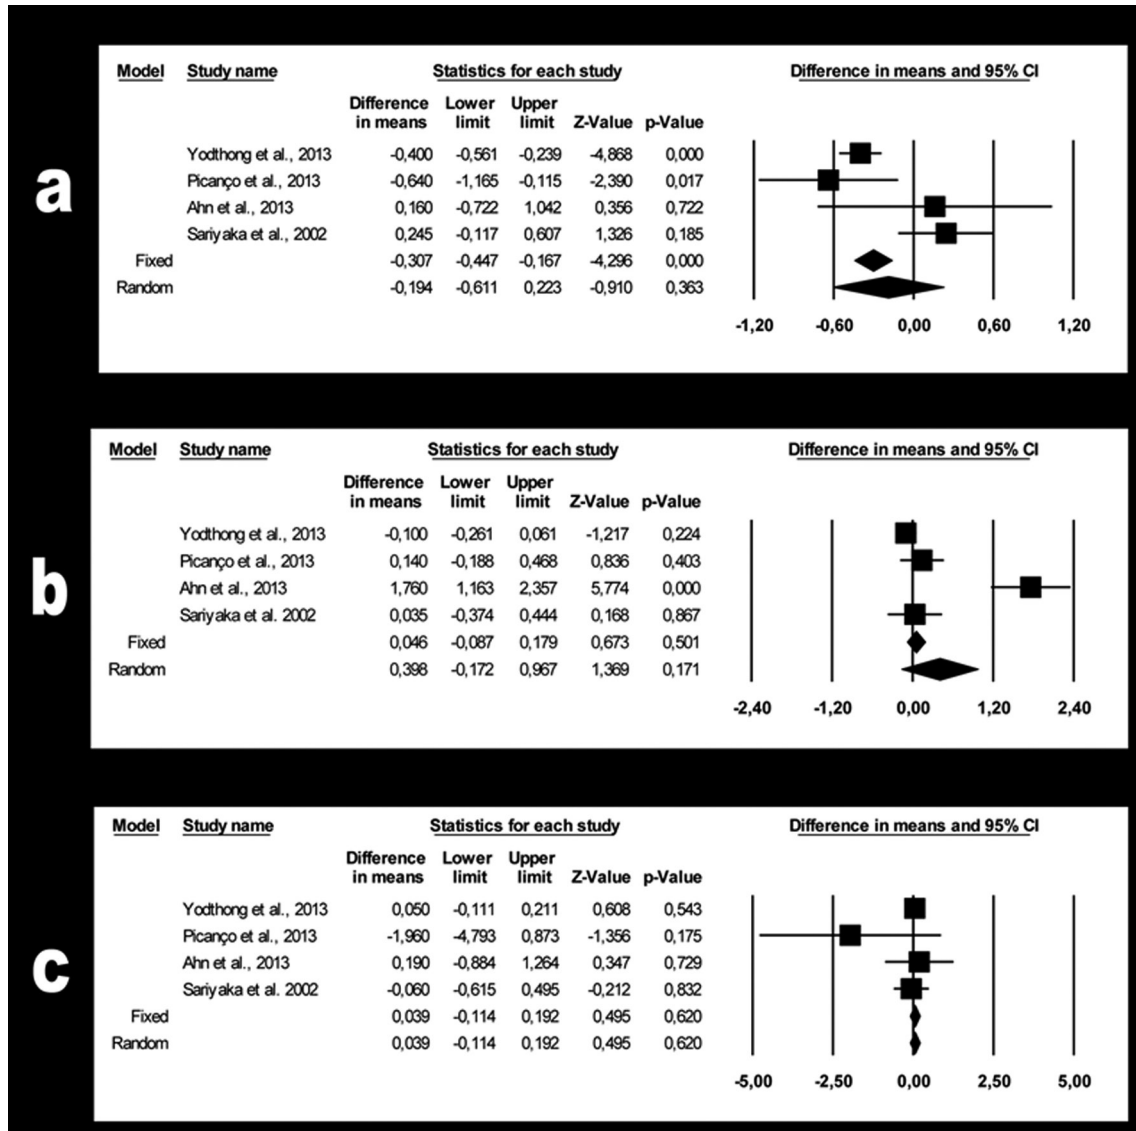 a
Model Study name Statistics for each study Difference in means and 95% CI
Difference in means Lower limit Upper limit Z-Value p-Value
Yodthong et al., 2013 -0,400 -0,561 -0,239 -4,868 0,000
Picanço et al., 2013 -0,640 -1,165 -0,115 -2,390 0,017
Ahn et al., 2013 0,160 -0,722 1,042 0,356 0,722
Sariyaka et al., 2002 0,245 -0,117 0,607 1,326 0,185
Fixed -0,307 -0,447 -0,167 -4,296 0,000
Random -0,194 -0,611 0,223 -0,910 0,363
-1,20 -0,60 0,00 0,60 1,20
b
Model Study name Statistics for each study Difference in means and 95% CI
Difference in means Lower limit Upper limit Z-Value p-Value
Yodthong et al., 2013 -0,100 -0,261 0,061 -1,217 0,224
Picanço et al., 2013 0,140 -0,188 0,468 0,836 0,403
Ahn et al., 2013 1,760 1,163 2,357 5,774 0,000
Sariyaka et al. 2002 0,035 -0,374 0,444 0,168 0,867
Fixed 0,046 -0,087 0,179 0,673 0,501
Random 0,398 -0,172 0,967 1,369 0,171
-2,40 -1,20 0,00 1,20 2,40
c
Model Study name Statistics for each study Difference in means and 95% CI
Difference in means Lower limit Upper limit Z-Value p-Value
Yodthong et al., 2013 0,050 -0,111 0,211 0,608 0,543
Picanço et al., 2013 -1,960 -4,793 0,873 -1,356 0,175
Ahn et al., 2013 0,190 -0,884 1,264 0,347 0,729
Sariyaka et al. 2002 -0,060 -0,615 0,495 -0,212 0,832
Fixed 0,039 -0,114 0,192 0,495 0,620
Random 0,039 -0,114 0,192 0,495 0,620
-5,00 -2,50 0,00 2,50 5,00